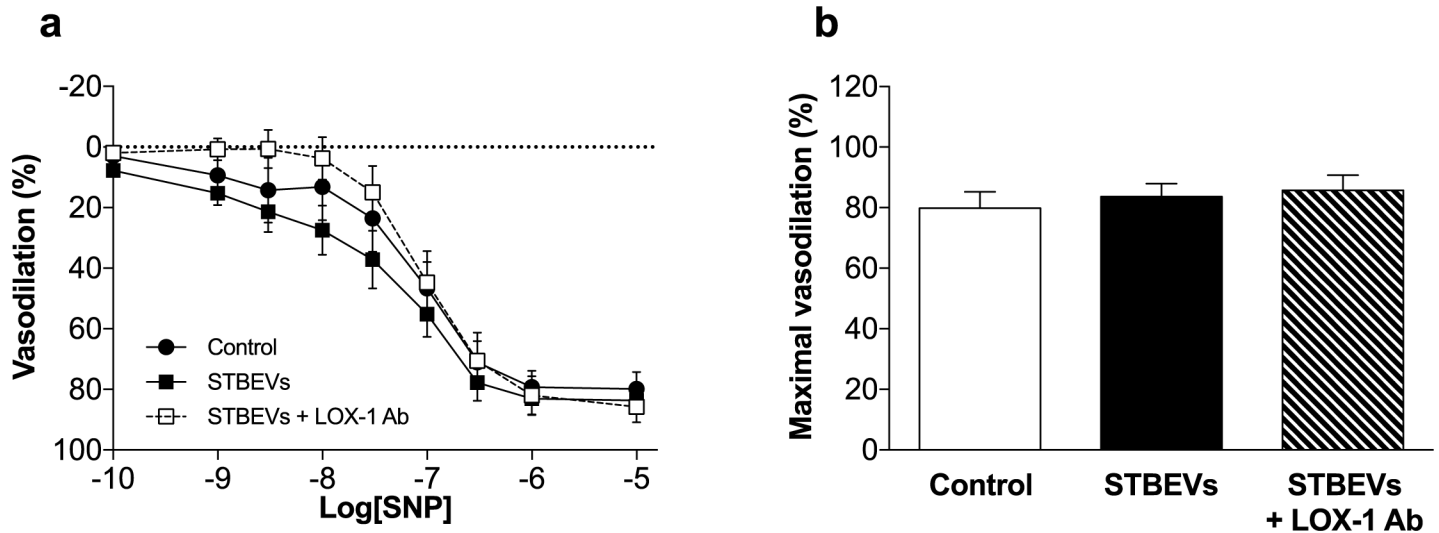 a
Vasodilation (%)
-20
0
20
40
60
80
100
Control
STBEVs
STBEVs + LOX-1 Ab
-10
-9
-8
-7
-6
-5
Log[SNP]
b
Maximal vasodilation (%)
120
100
80
60
40
20
0
Control
STBEVs
STBEVs
+ LOX-1 Ab